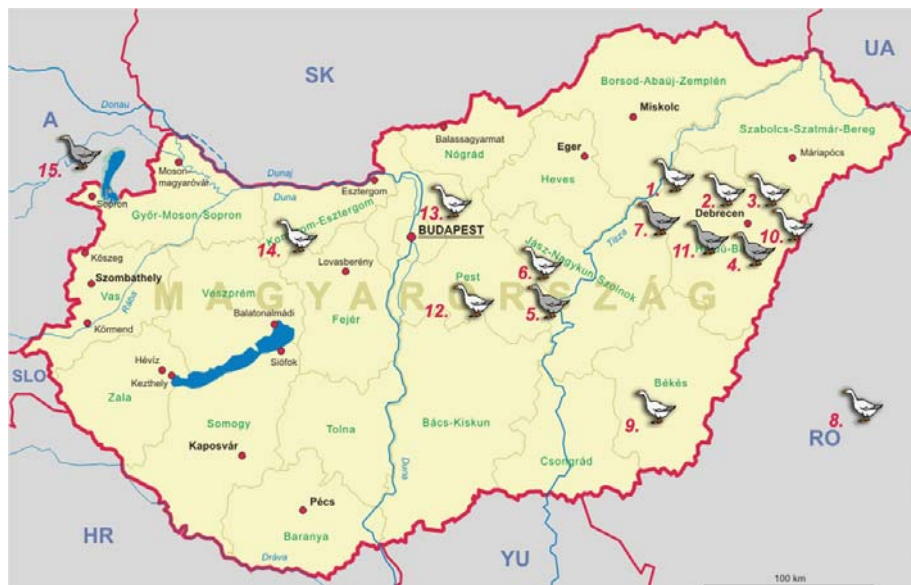 SK
UA
Borsod-Abaúj-Zemplén
Donau
Miskolc
A
Balassagyarmat
Szabolcs-Szatmár-Bereg
Nógrád
Eger
Máriapócs
15.
Moson-
magyaróvár
Dunaj
Esztergom
Heves
1.
2.
3.
Sopron
Duna
Győr-Moson-Sopron
13.
Debrecen
7.
Tisza
BUDAPEST
10.
14.
11.
4.
Kőszeg
Lovasberény
6.
Jász-Nagykun-Szolnok
Szombathely
Pest
Vas
Veszprém
MAGYARORSZÁG
Rába
12.
5.
Balatonalmádi
Fejér
Körmend
Siófok
Hévíz
SLO
Kezthely
Békés
Zala
9.
8.
Somogy
Tolna
Bács-Kiskun
RO
Kaposvár
Csongrád
Duna
Pécs
HR
Baranya
YU
Dráva
100 km